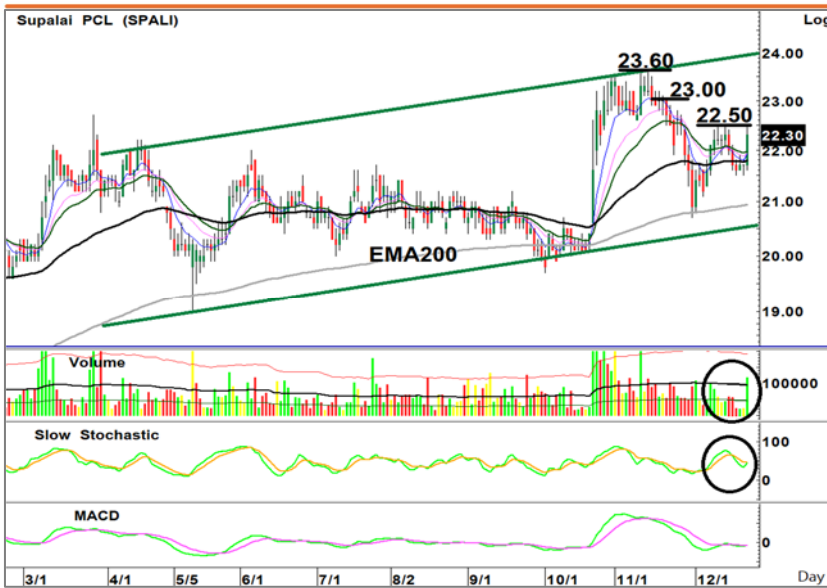 Supalai PCL (SPALI)
Log
24.00
23.60
23.00
23.00
22.50
22.30
22.00
21.00
EMA200
20.00
19.00
Volume
100000
Slow Stochastic
100
0
MACD
0
3/1 4/1 5/5 6/1 7/1 8/2 9/1 10/1 11/1 12/1 Day